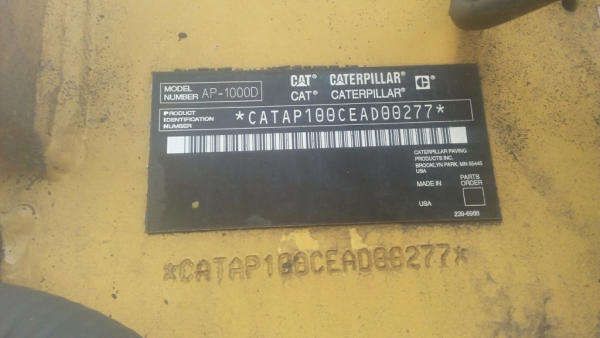 MODEL NUMBER AP-1000D
CAT® CATERPILLAR® C®
CAT® CATERPILLAR®
PRODUCT IDENTIFICATION NUMBER *CATAP100CEAD00277*
CATERPILLAR PAVING
PRODUCTS INC.
BROOKLYN PARK, MN 55445
USA
MADE IN
USA
PARTS
ORDER
239-6986
*CATAP100CEAD00277*